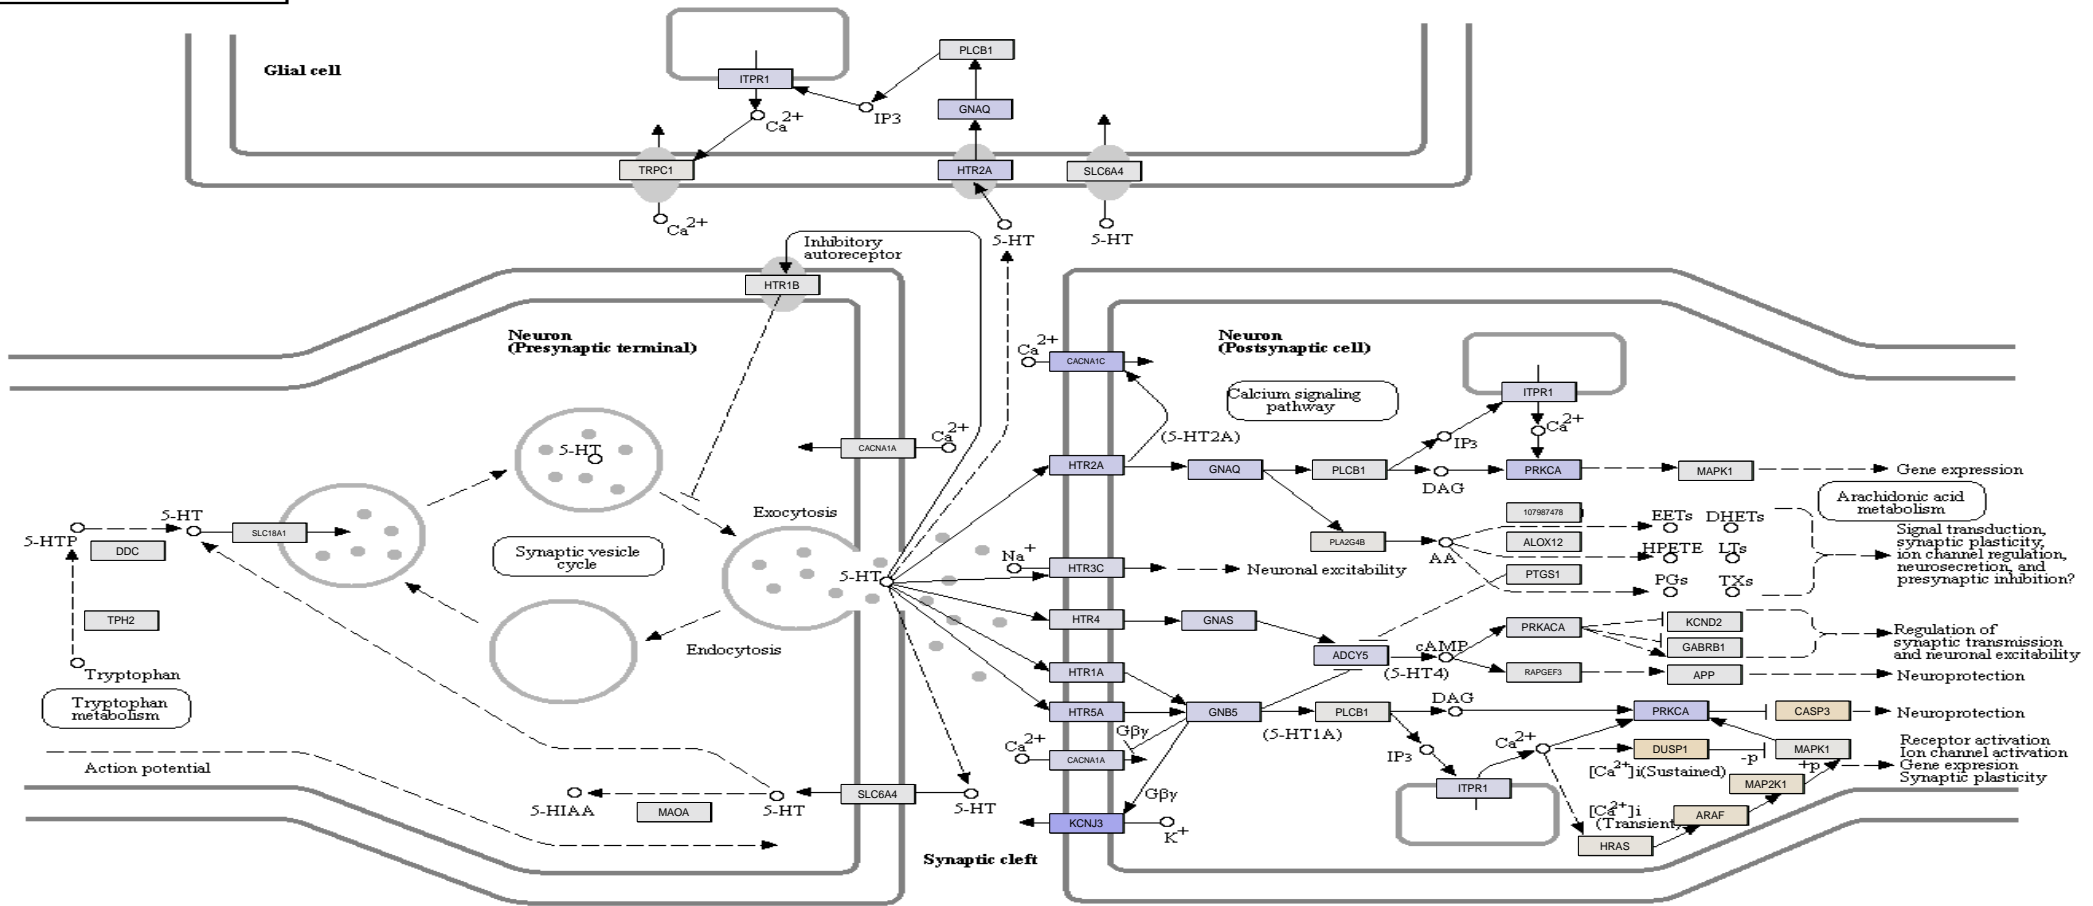 Glial cell
PLCB1
ITPR1
GNAQ
IP3
Ca2+
TRPC1
HTR2A
SLC6A4
Ca2+
5-HT
5-HT
Inhibitory
autoreceptor
HTR1B
Neuron
(Presynaptic terminal)
5-HT
CACNA1A
Ca2+
Exocytosis
5-HT
SLC18A1
5-HTP
DDC
Synaptic vesicle
cycle
5-HT
TPH2
Endocytosis
Tryptophan
Tryptophan
metabolism
Action potential
5-HIAA
MAOA
5-HT
SLC6A4
5-HT
Synaptic cleft
Neuron
(Postsynaptic cell)
Ca2+
CACNA1C
Calcium signaling
pathway
ITPR1
Ca2+
(5-HT2A)
IP3
HTR2A
GNAQ
PLCB1
DAG
PRKCA
MAPK1
Gene expression
Arachidonic acid
metabolism
107987478
EETs
DHETs
PLA2G4B
AA
ALOX12
HPETE
LTs
PTGS1
PGs
TXs
Signal transduction,
synaptic plasticity,
ion channel regulation,
neurosecretion, and
presynaptic inhibition?
Na+
HTR3C
Neuronal excitability
HTR4
GNAS
ADCY5
cAMP
(5-HT4)
PRKACA
KCND2
GABRB1
Regulation of
synaptic transmission
and neuronal excitability
RAPGEF3
APP
Neuroprotection
HTR1A
HTR5A
GNB5
PLCB1
DAG
PRKCA
CASP3
Neuroprotection
(5-HT1A)
Gβγ
Ca2+
CACNA1A
IP3
Ca2+
DUSP1
-p
MAPK1
[Ca2+]i(Sustained)
+p
Receptor activation
Ion channel activation
Gene expresion
Synaptic plasticity
ITPR1
MAP2K1
Gβγ
[Ca2+]i
(Transient)
ARAF
KCNJ3
K+
HRAS